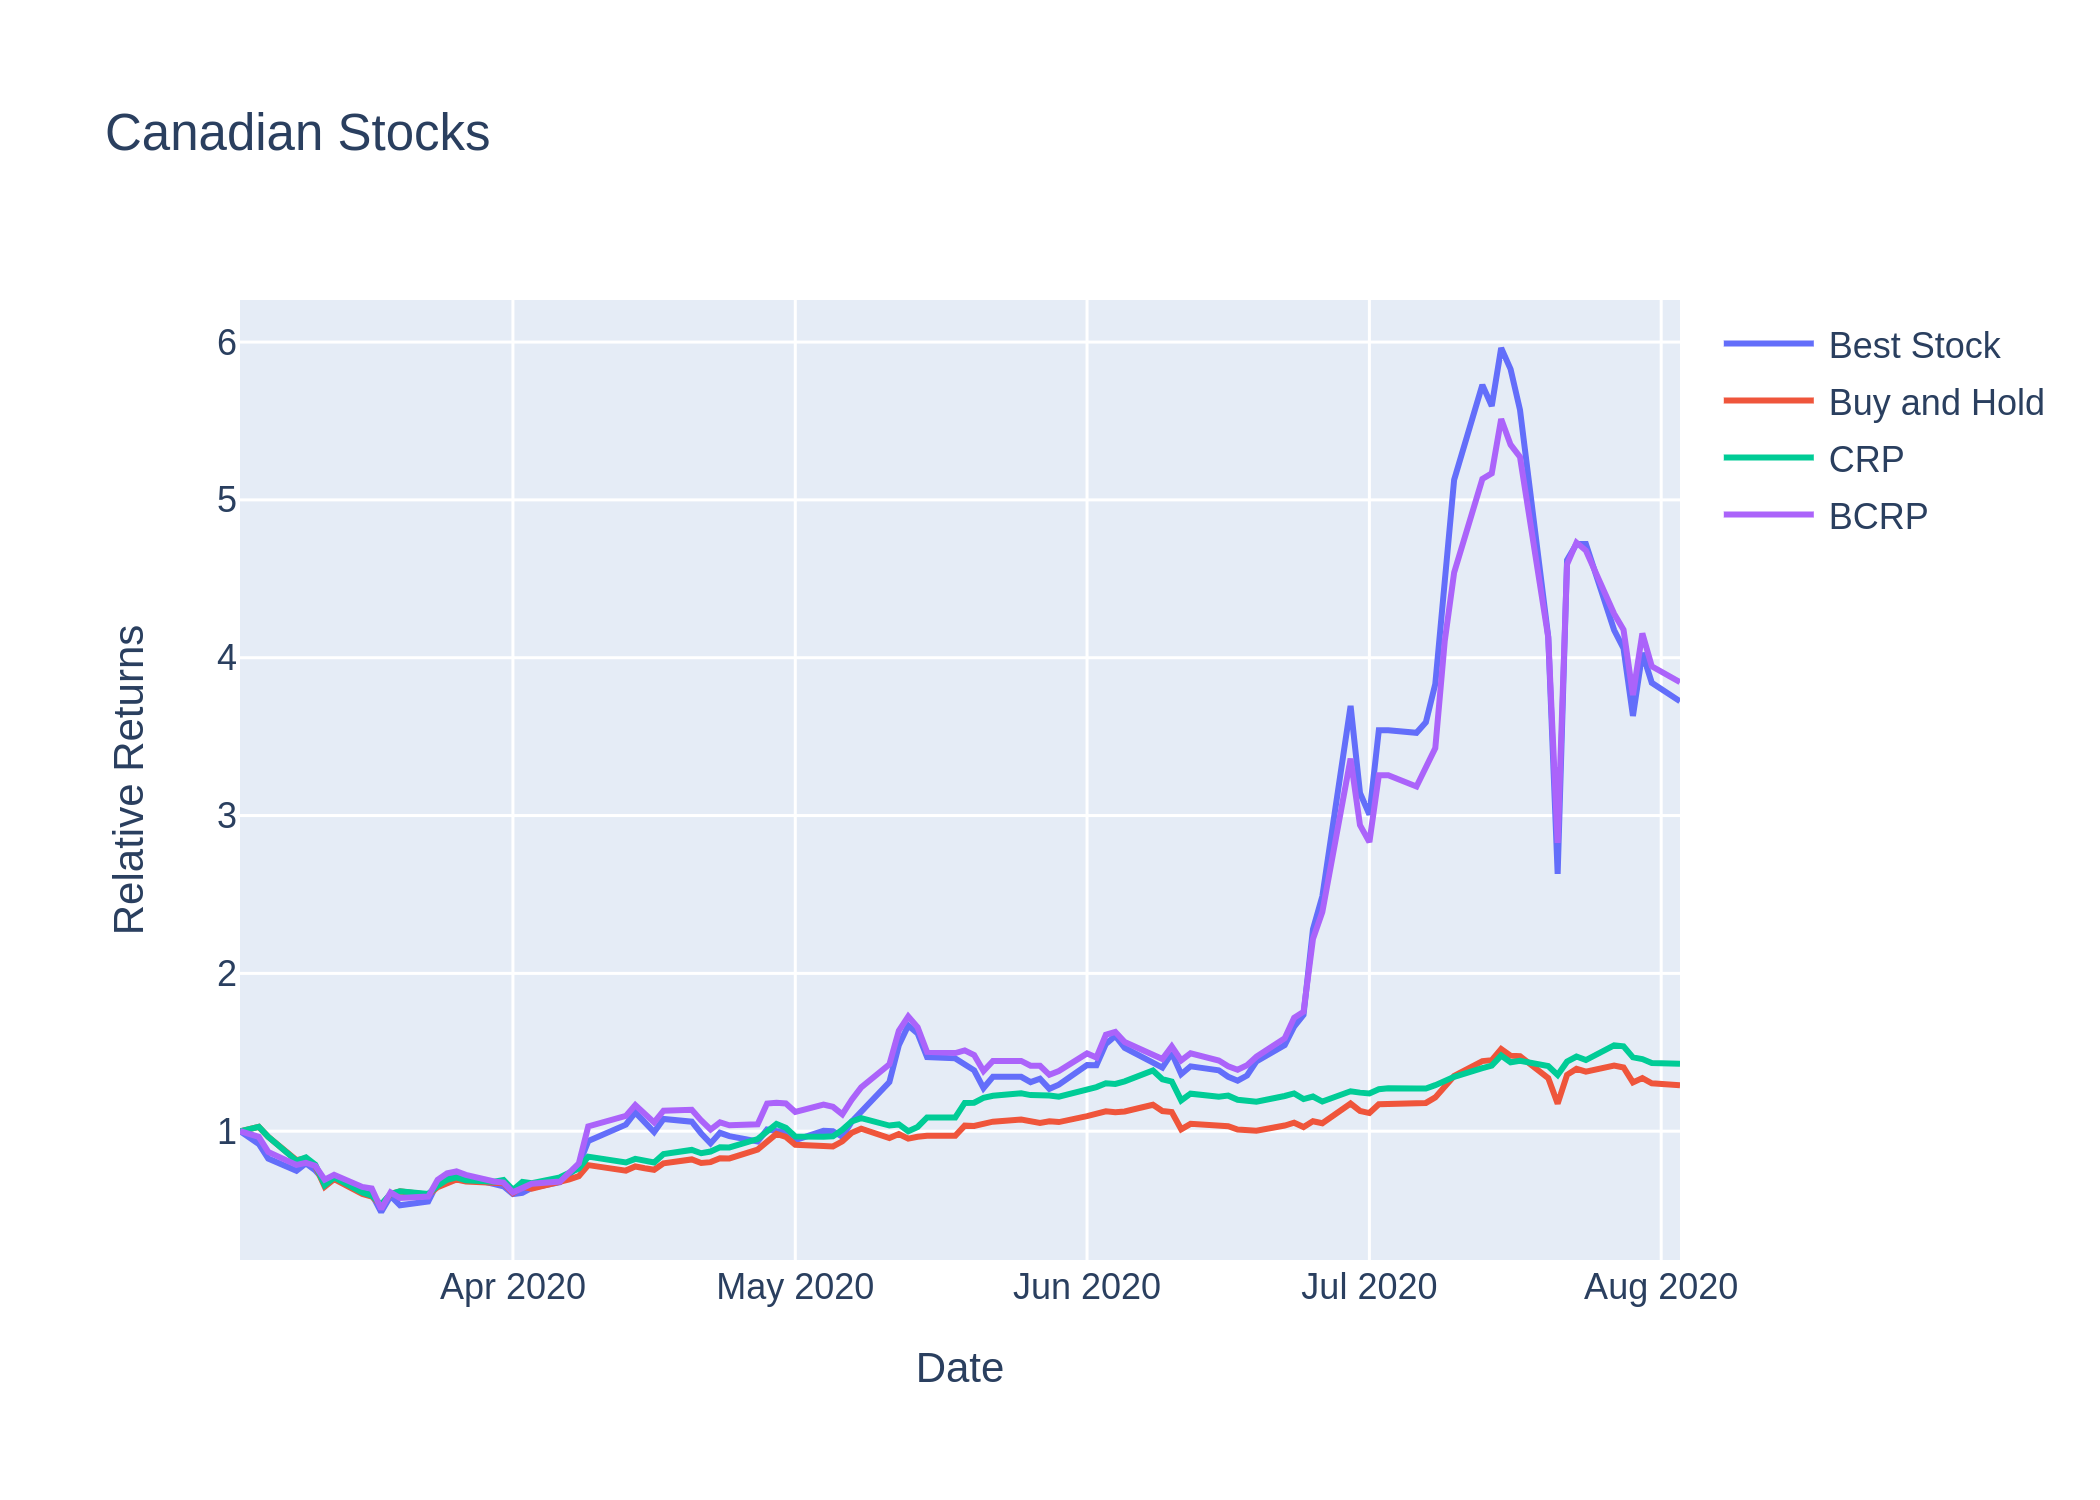 Canadian Stocks
6
5
4
3
2
1
Relative Returns
Apr 2020
May 2020
Jun 2020
Jul 2020
Aug 2020
Date
Best Stock
Buy and Hold
CRP
BCRP